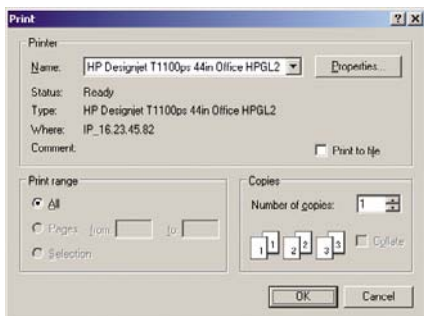 Print
Printer
Name: HP Designjet T1100ps 44in Office HPGL2 Properties...
Status: Ready
Type: HP Designjet T1100ps 44in Office HPGL2
Where: IP_16.23.45.82
Comment: Print to file
Print range
All
Pages from: to:
Selection
Copies
Number of copies: 1
1 1 2 2 3 3 Collate
OK Cancel